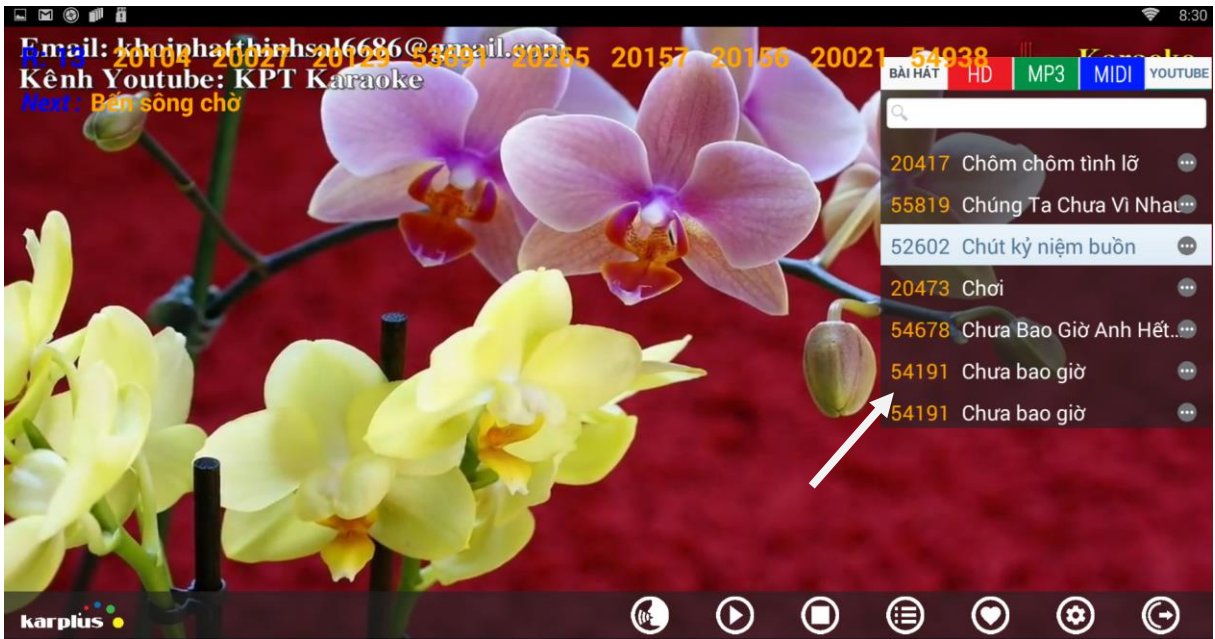 8:30
Email: khoiphatthinhsal6686@gmail.com
R: 13 20104 20027 20129 53691 20265 20157 20156 20021 54938
Karaoke
Kênh Youtube: KPT Karaoke
Next : Bến sông chờ
BÀI HÁT HD MP3 MIDI YOUTUBE
20417 Chôm chôm tình lỡ
55819 Chúng Ta Chưa Vì Nhau
52602 Chút kỷ niệm buồn
20473 Chơi
54678 Chưa Bao Giờ Anh Hết...
54191 Chưa bao giờ
54191 Chưa bao giờ
karplus